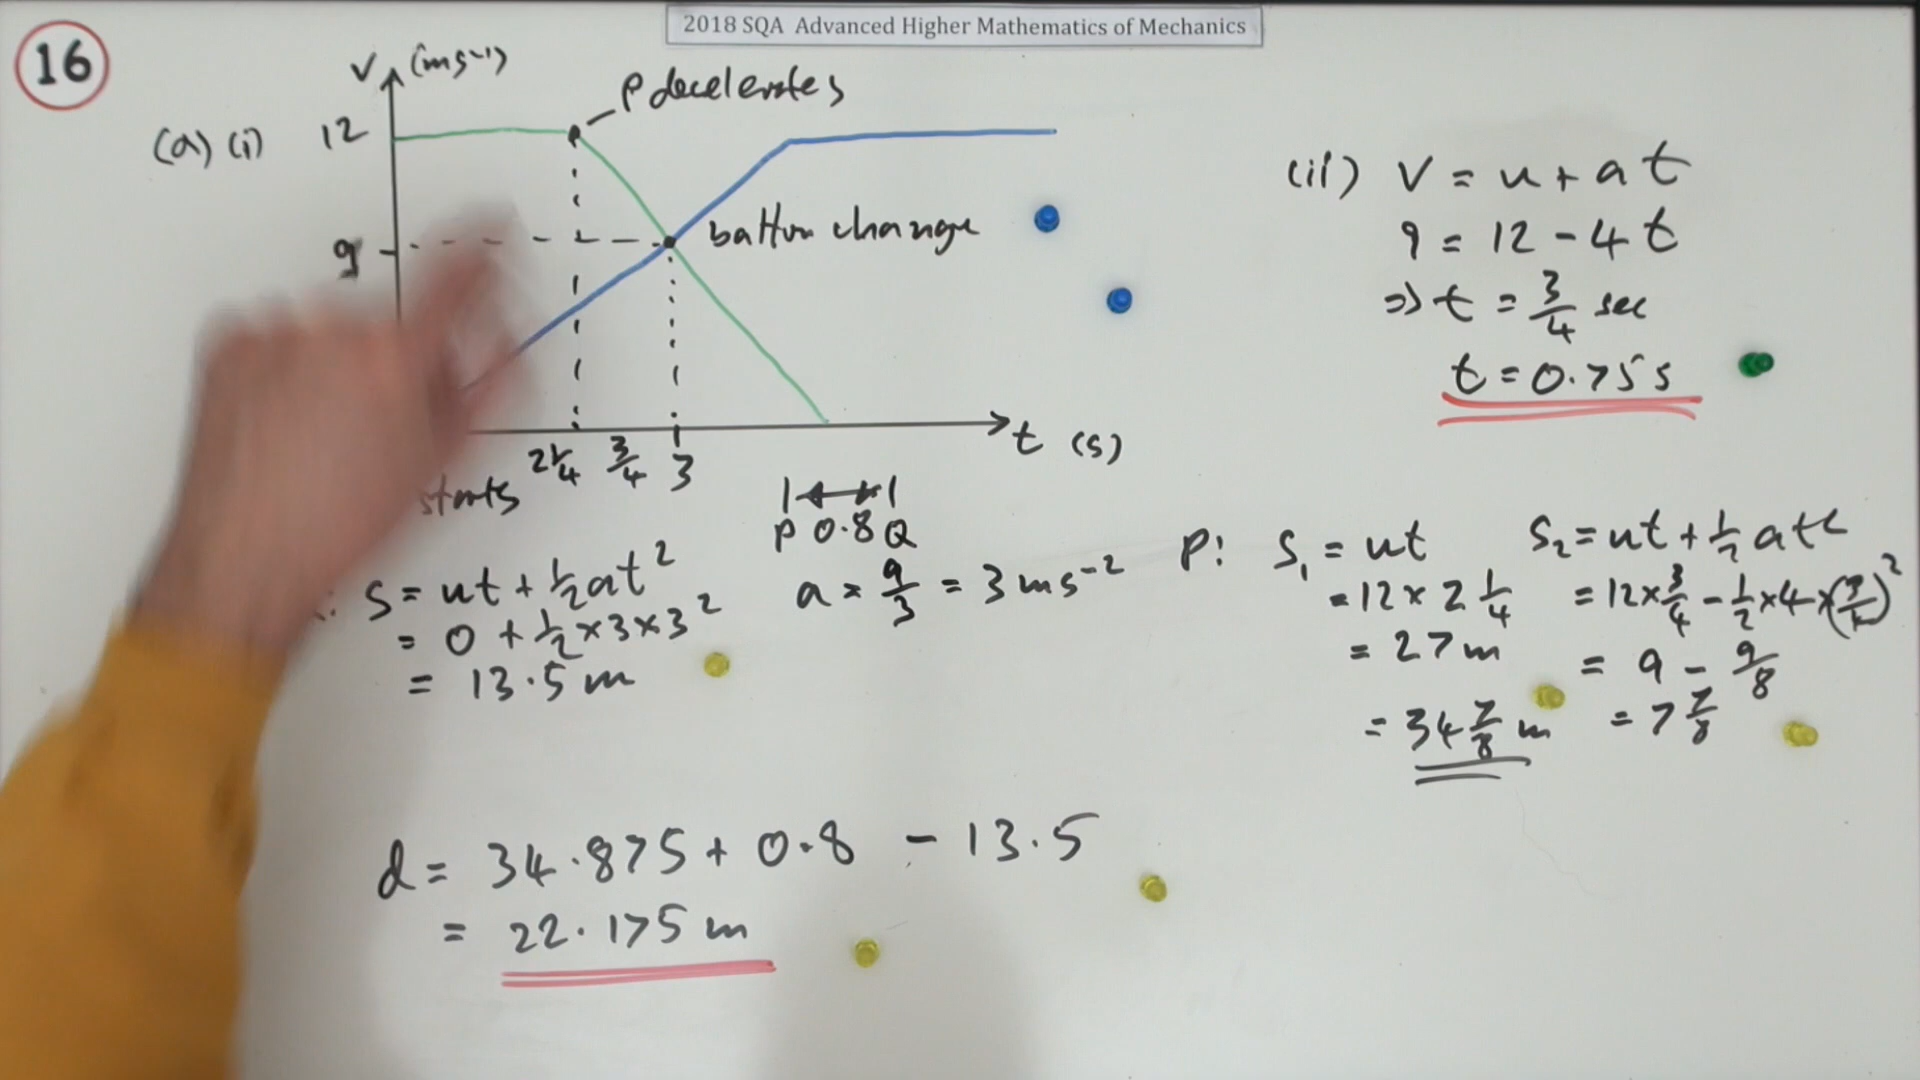 2018 SQA Advanced Higher Mathematics of Mechanics
16
(a) (i)
V (ms⁻¹)
12
9
P decelerates
batton change
2¼ ¾ 3
t (s)
starts
P 0.8 Q
S = ut + ½at²
= 0 + ½×3×3²
= 13.5 m
a = 9/3 = 3 ms⁻²
(ii) V = u + at
9 = 12 - 4t
⇒ t = ¾ sec
t = 0.75 s
P: S₁ = ut
= 12 × 2¼
= 27 m
= 34⅞ m
S₂ = ut + ½at²
= 12×¾ - ½×4×(¾)²
= 9 - 9/8
= 7⅞
d = 34.875 + 0.8 - 13.5
= 22.175 m